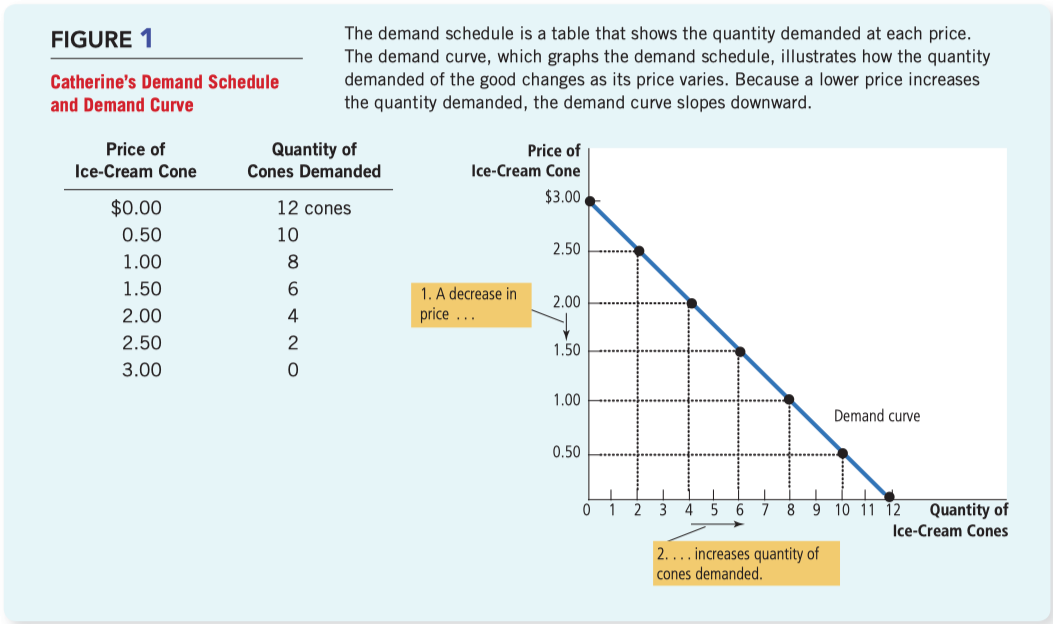 FIGURE 1
Catherine's Demand Schedule
and Demand Curve
The demand schedule is a table that shows the quantity demanded at each price.
The demand curve, which graphs the demand schedule, illustrates how the quantity
demanded of the good changes as its price varies. Because a lower price increases
the quantity demanded, the demand curve slopes downward.
Price of Quantity of
Ice-Cream Cone Cones Demanded
$0.00 12 cones
0.50 10
1.00 8
1.50 6
2.00 4
2.50 2
3.00 0
Price of
Ice-Cream Cone
$3.00
2.50
2.00
1.50
1.00
0.50
1. A decrease in
price . . .
Demand curve
0 1 2 3 4 5 6 7 8 9 10 11 12
Quantity of
Ice-Cream Cones
2. . . . increases quantity of
cones demanded.